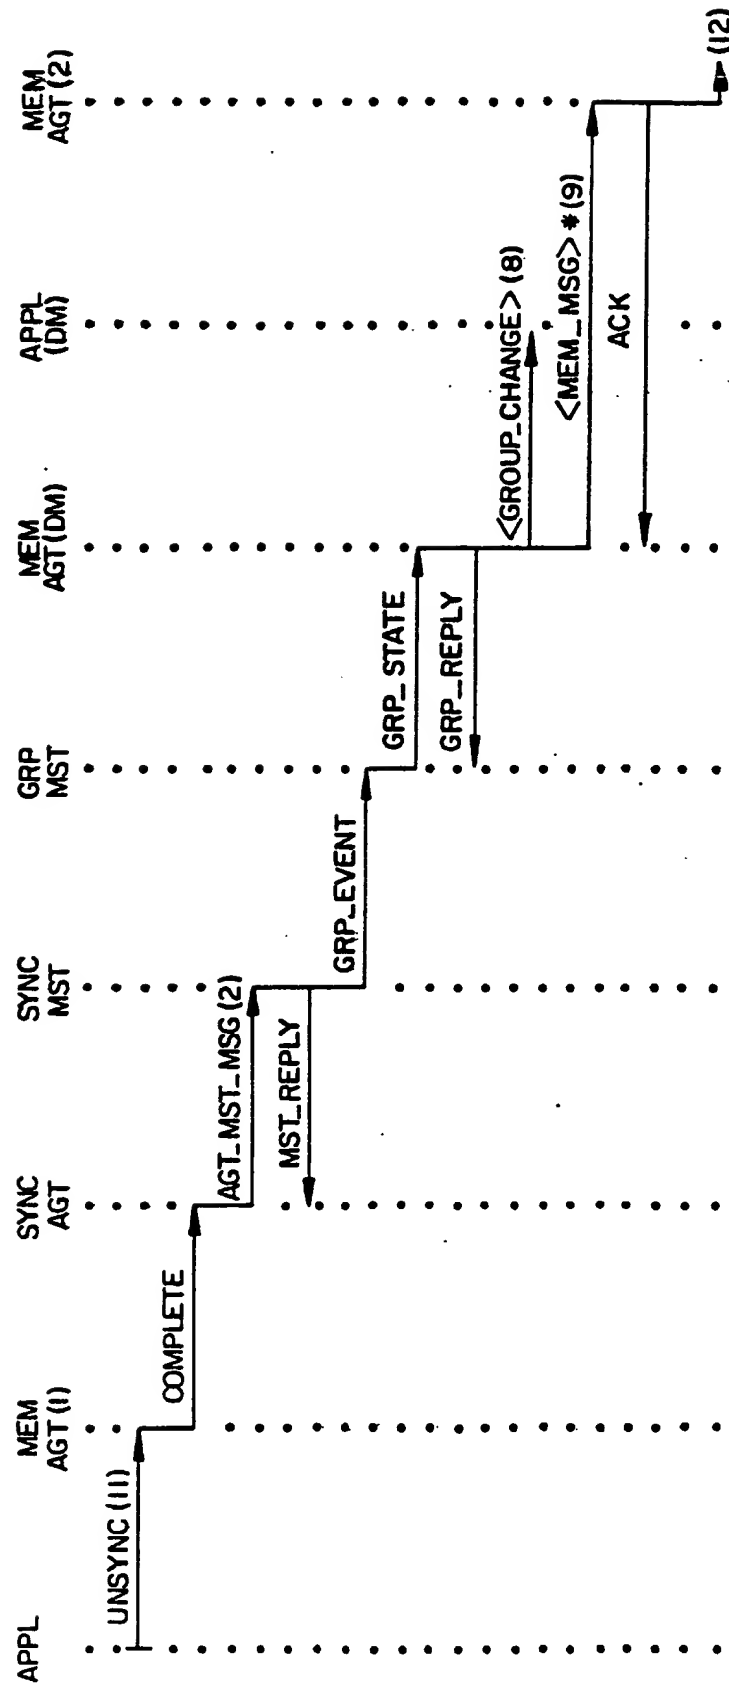 APPL
MEM
AGT (1)
SYNC
AGT
SYNC
MST
GRP
MST
MEM
AGT (DM)
APPL
(DM)
MEM
AGT (2)
UNSYNC (11)
COMPLETE
AGT_MST_MSG (2)
MST_REPLY
GRP_EVENT
GRP_STATE
GRP_REPLY
<GROUP_CHANGE> (8)
<MEM_MSG> * (9)
ACK
(12)